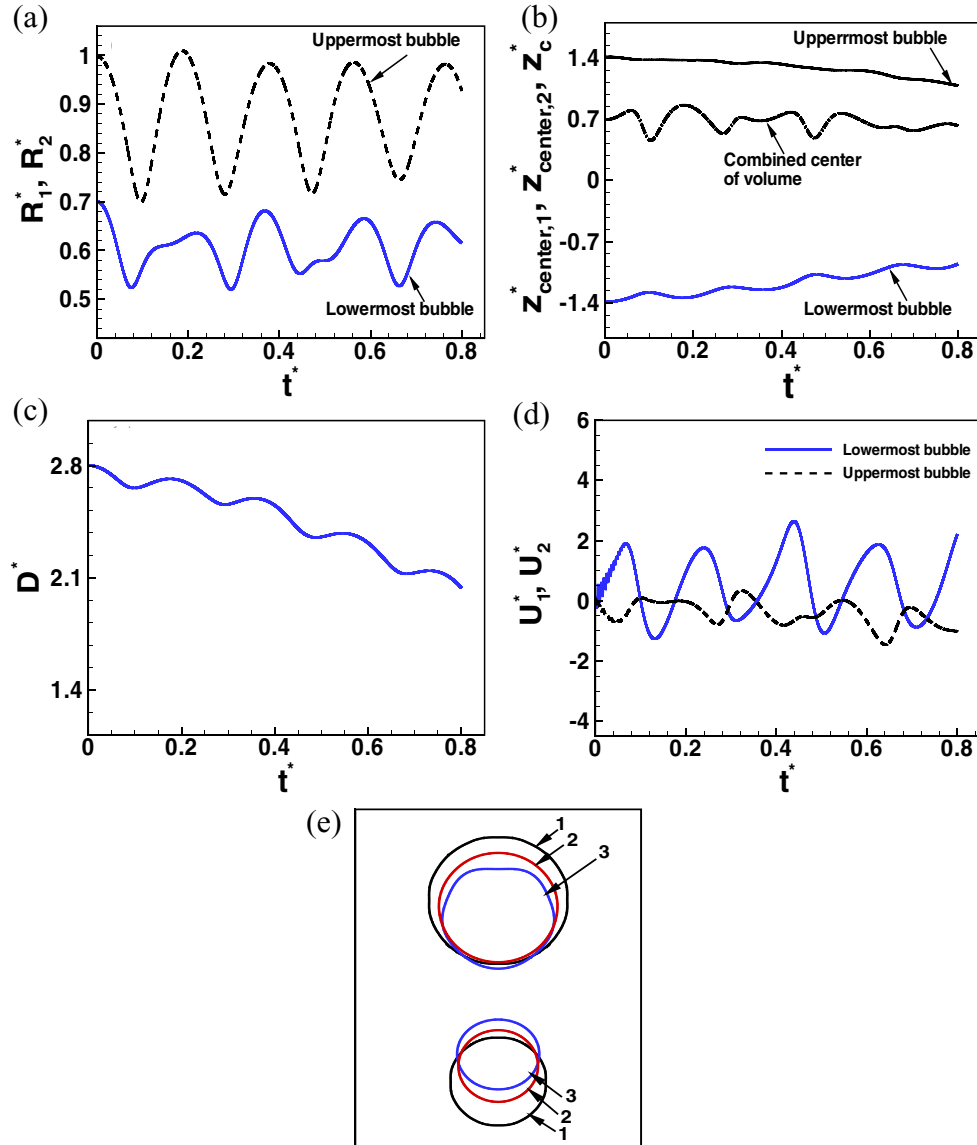 (a)
R*1, R*2
1
0.9
0.8
0.7
0.6
0.5
Uppermost bubble
Lowermost bubble
0 0.2 0.4 0.6 0.8
t*
(b)
z*center,1, z*center,2, z*c
1.4
0.7
0
-0.7
-1.4
Upperrmost bubble
Combined center
of volume
Lowermost bubble
0 0.2 0.4 0.6 0.8
t*
(c)
D*
2.8
2.1
1.4
0 0.2 0.4 0.6 0.8
t*
(d)
U*1, U*2
6
4
2
0
-2
-4
Lowermost bubble
Uppermost bubble
0 0.2 0.4 0.6 0.8
t*
(e)
1
2
3
3
2
1